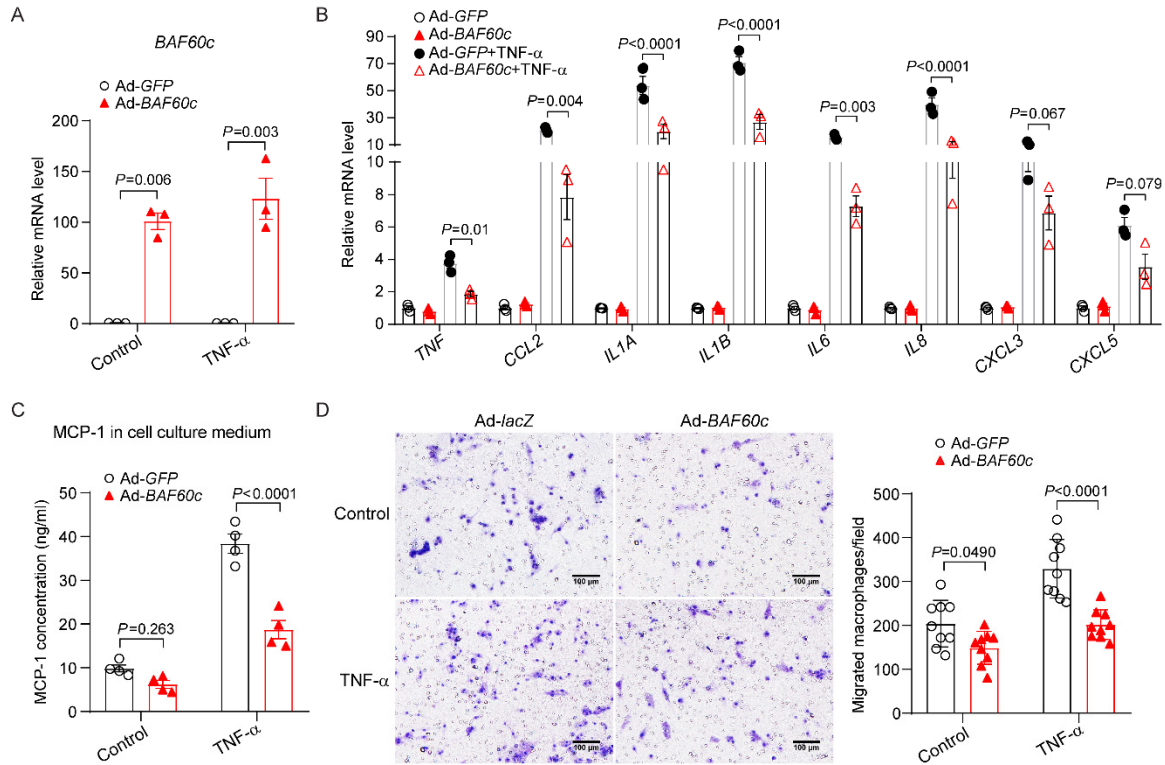 A
BAF60c
Ad-GFP
Ad-BAF60c
Relative mRNA level
200
150
100
50
0
P=0.006
P=0.003
Control
TNF-α
B
Ad-GFP
Ad-BAF60c
Ad-GFP+TNF-α
Ad-BAF60c+TNF-α
Relative mRNA level
90
70
50
30
10
10
8
6
4
2
0
P=0.01
P=0.004
P<0.0001
P<0.0001
P=0.003
P<0.0001
P=0.067
P=0.079
TNF
CCL2
IL1A
IL1B
IL6
IL8
CXCL3
CXCL5
C
MCP-1 in cell culture medium
Ad-GFP
Ad-BAF60c
MCP-1 concentration (ng/ml)
50
40
30
20
10
0
P=0.263
P<0.0001
Control
TNF-α
D
Ad-lacZ
Ad-BAF60c
Control
TNF-α
100 μm
100 μm
100 μm
100 μm
Ad-GFP
Ad-BAF60c
Migrated macrophages/field
500
400
300
200
100
0
P=0.0490
P<0.0001
Control
TNF-α